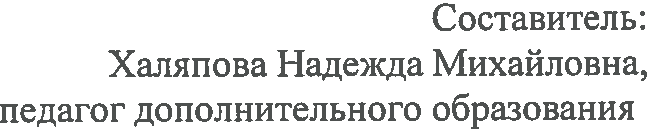 Составитель:
Халяпова Надежда Михайловна,
педагог дополнительного образования